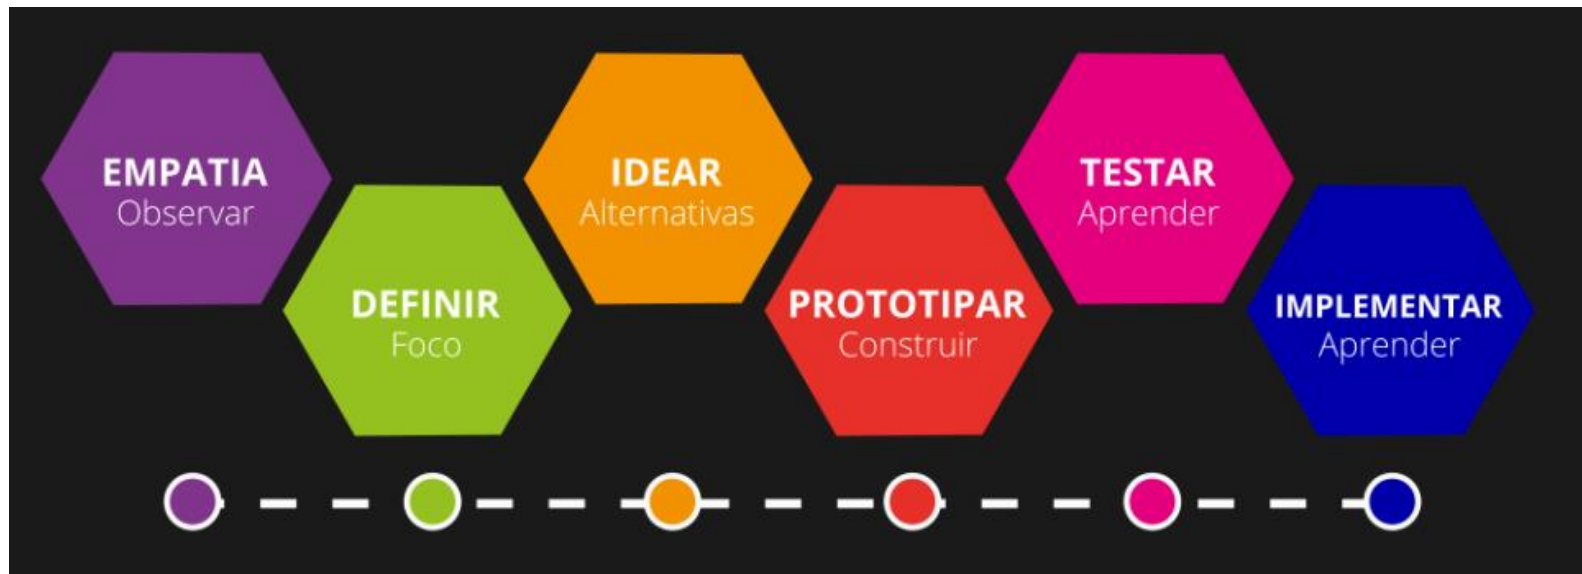 EMPATIA
Observar
DEFINIR
Foco
IDEAR
Alternativas
PROTOTIPAR
Construir
TESTAR
Aprender
IMPLEMENTAR
Aprender